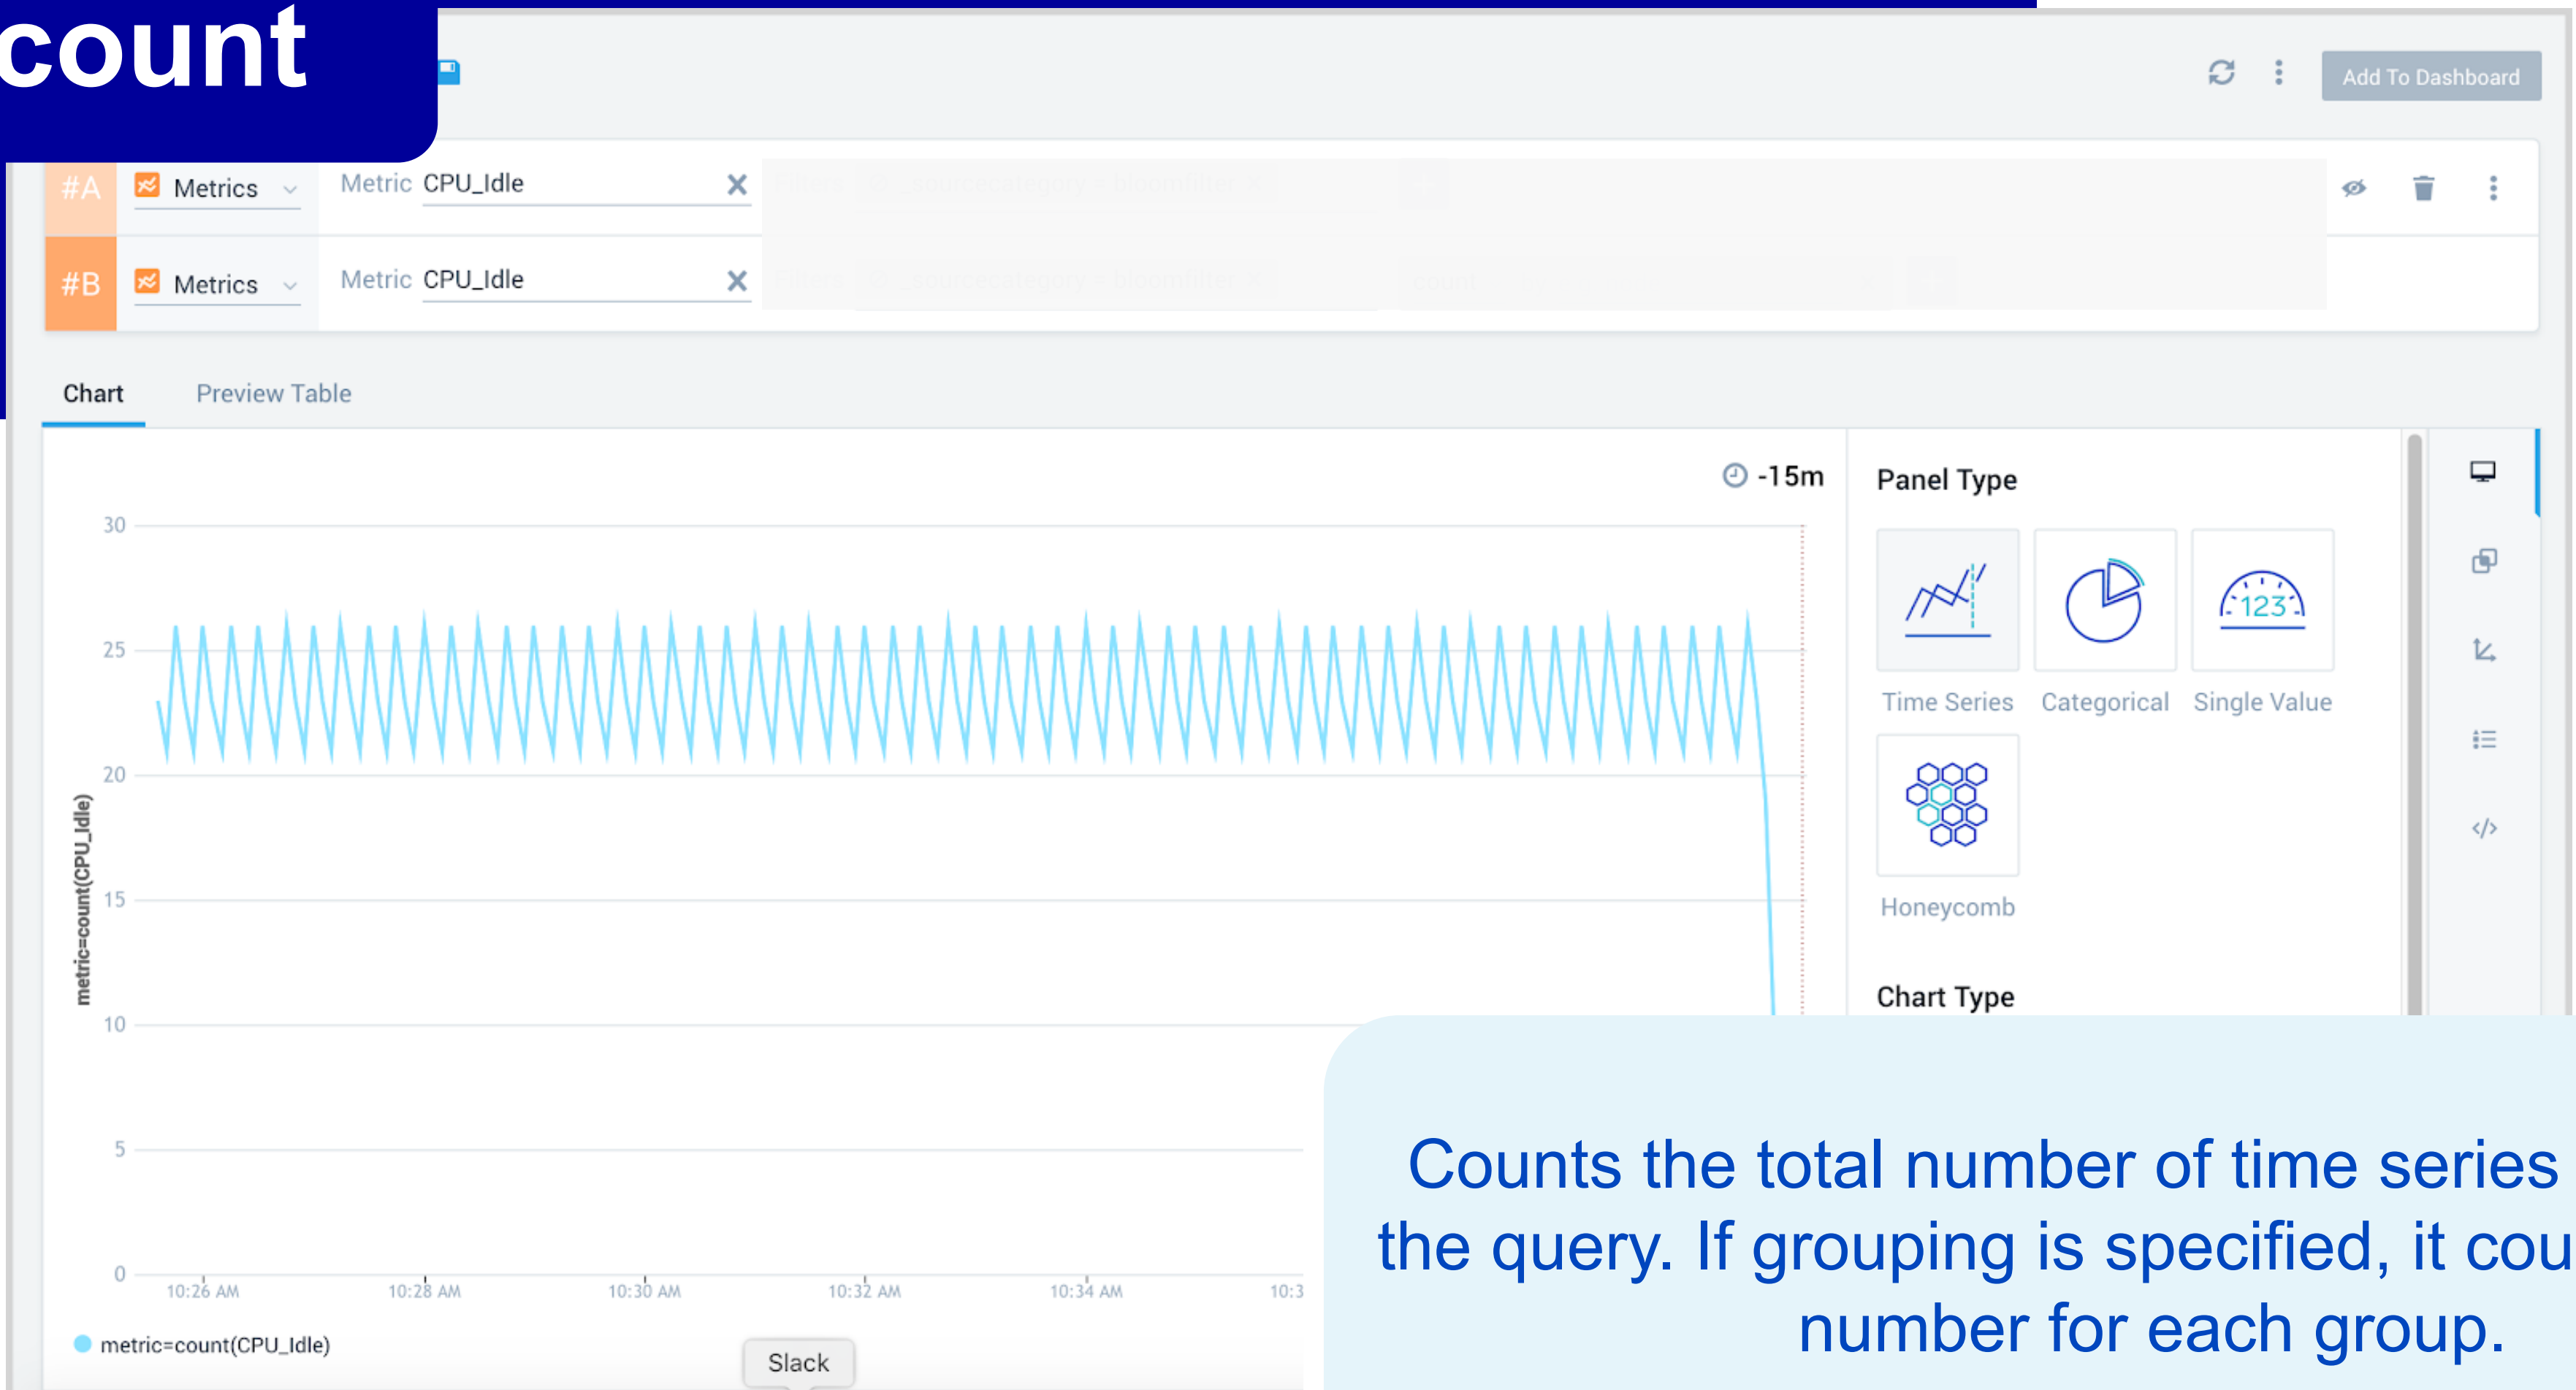 count
Add To Dashboard
#A Metrics Metric CPU_Idle
#B Metrics Metric CPU_Idle
Chart Preview Table
-15m
Panel Type
30
25
20
15
10
5
0
metric=count(CPU_Idle)
10:26 AM 10:28 AM 10:30 AM 10:32 AM 10:34 AM 10:3
metric=count(CPU_Idle)
Time Series Categorical Single Value
123
Honeycomb
Chart Type
Slack
Counts the total number of time series
the query. If grouping is specified, it cou
number for each group.